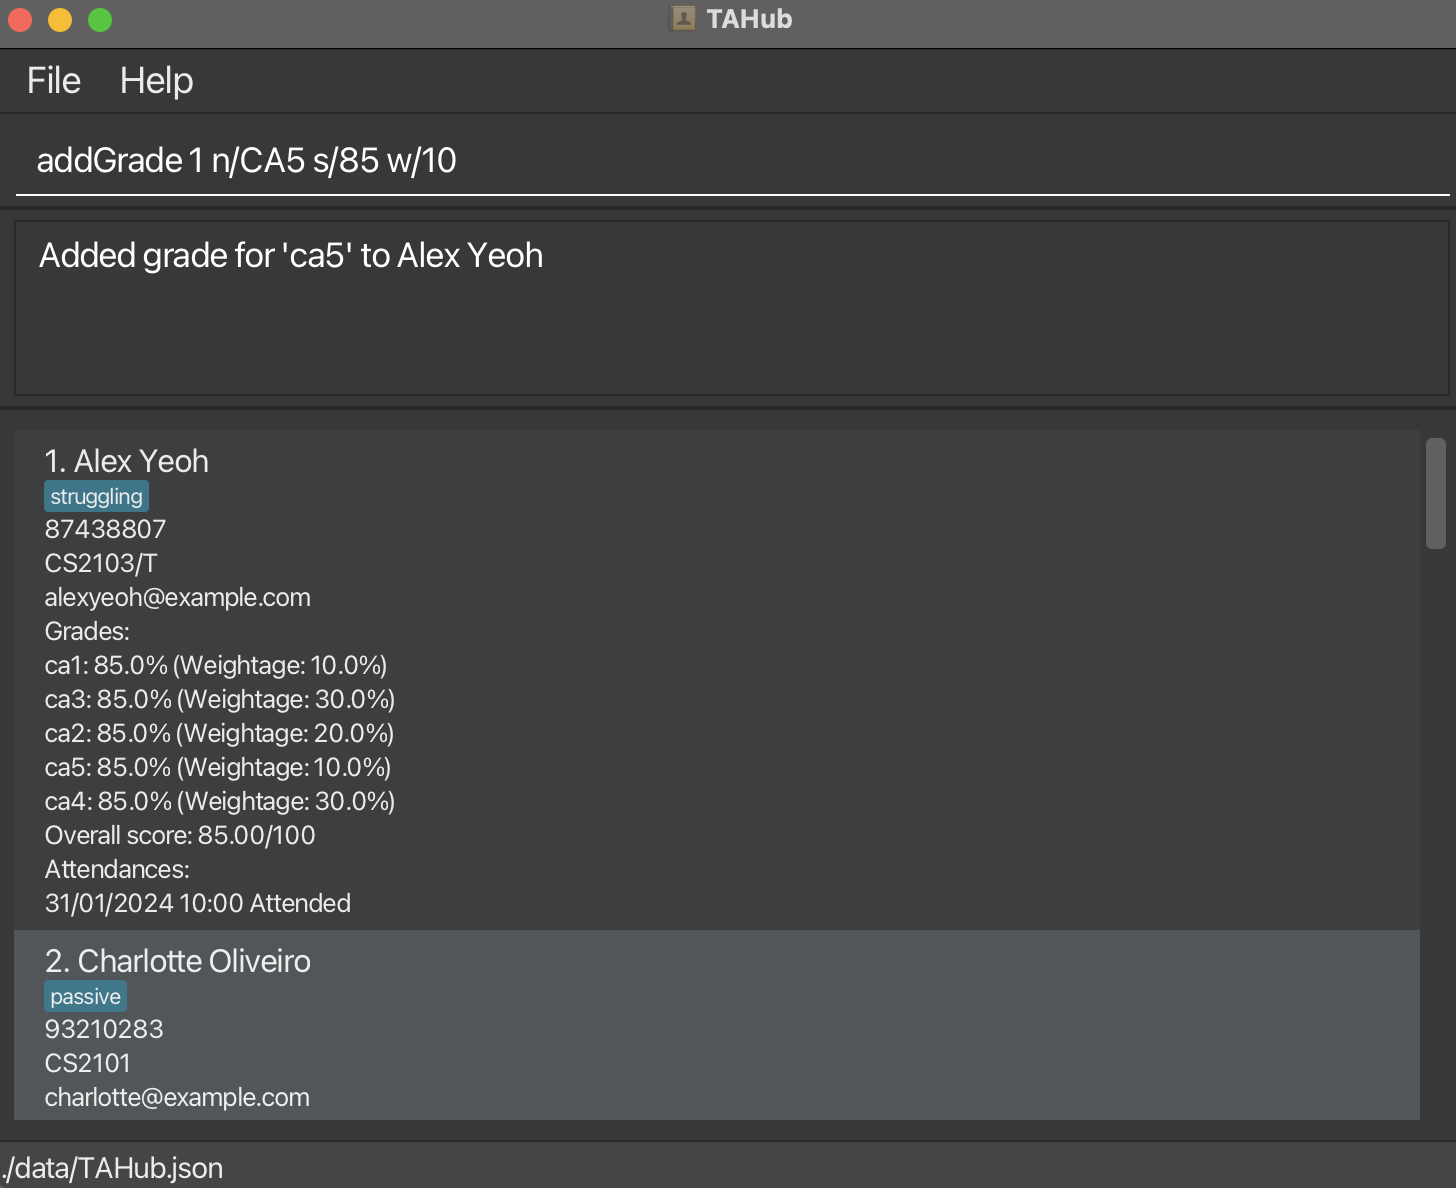 TAHub
File Help
addGrade 1 n/CA5 s/85 w/10
Added grade for 'ca5' to Alex Yeoh
1. Alex Yeoh
struggling
87438807
CS2103/T
alexyeoh@example.com
Grades:
ca1: 85.0% (Weightage: 10.0%)
ca3: 85.0% (Weightage: 30.0%)
ca2: 85.0% (Weightage: 20.0%)
ca5: 85.0% (Weightage: 10.0%)
ca4: 85.0% (Weightage: 30.0%)
Overall score: 85.00/100
Attendances:
31/01/2024 10:00 Attended
2. Charlotte Oliveiro
passive
93210283
CS2101
charlotte@example.com
./data/TAHub.json